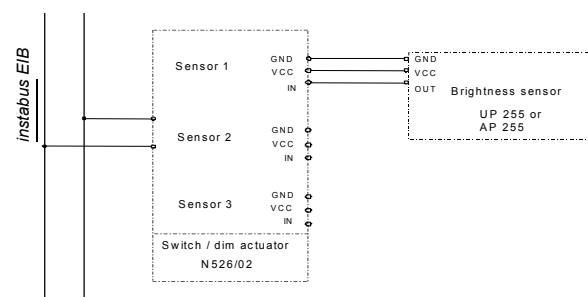 instabus EIB
Sensor 1
GND
VCC
IN
Sensor 2
GND
VCC
IN
Sensor 3
GND
VCC
IN
Switch / dim actuator
N526/02
GND
VCC
OUT
Brightness sensor
UP 255 or
AP 255